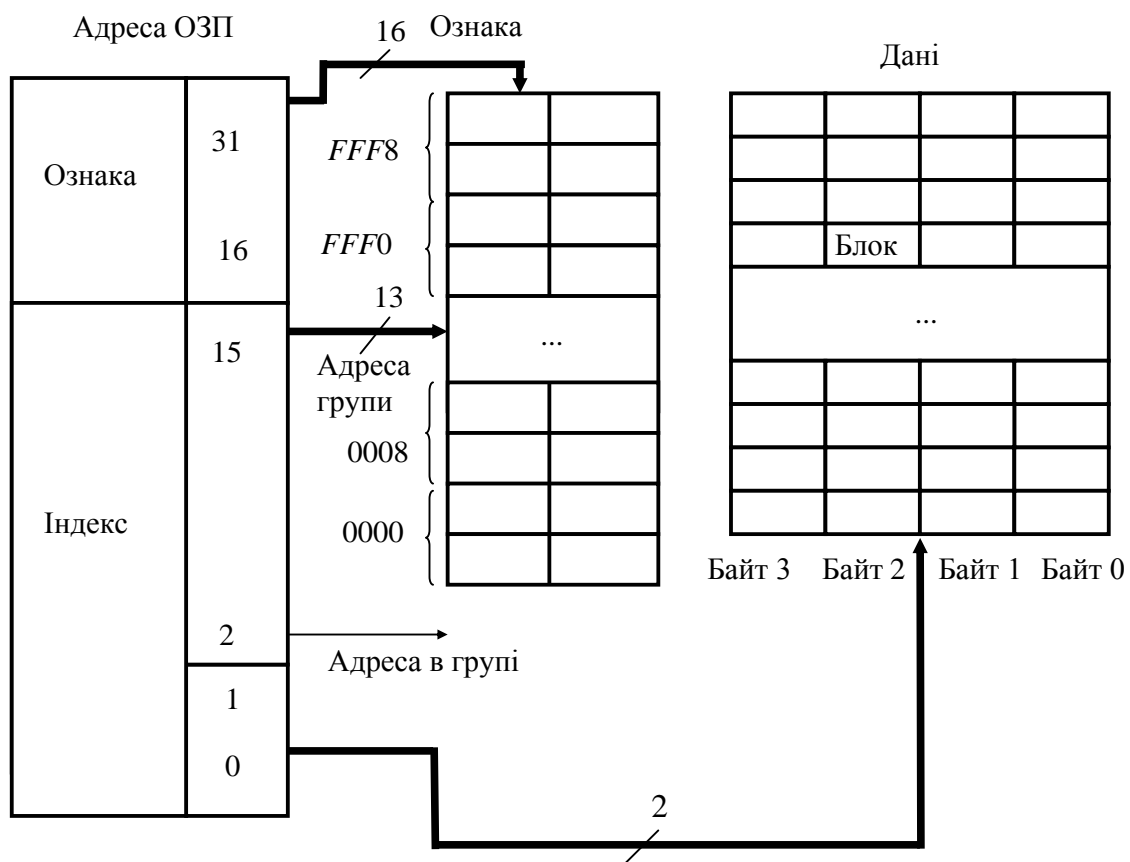 Адреса ОЗП
16
Ознака
Дані
31
Ознака
16
FFF8
FFF0
Блок
13
15
...
...
Адреса
групи
0008
Індекс
0000
Байт 3
Байт 2
Байт 1
Байт 0
2
Адреса в групі
1
0
2